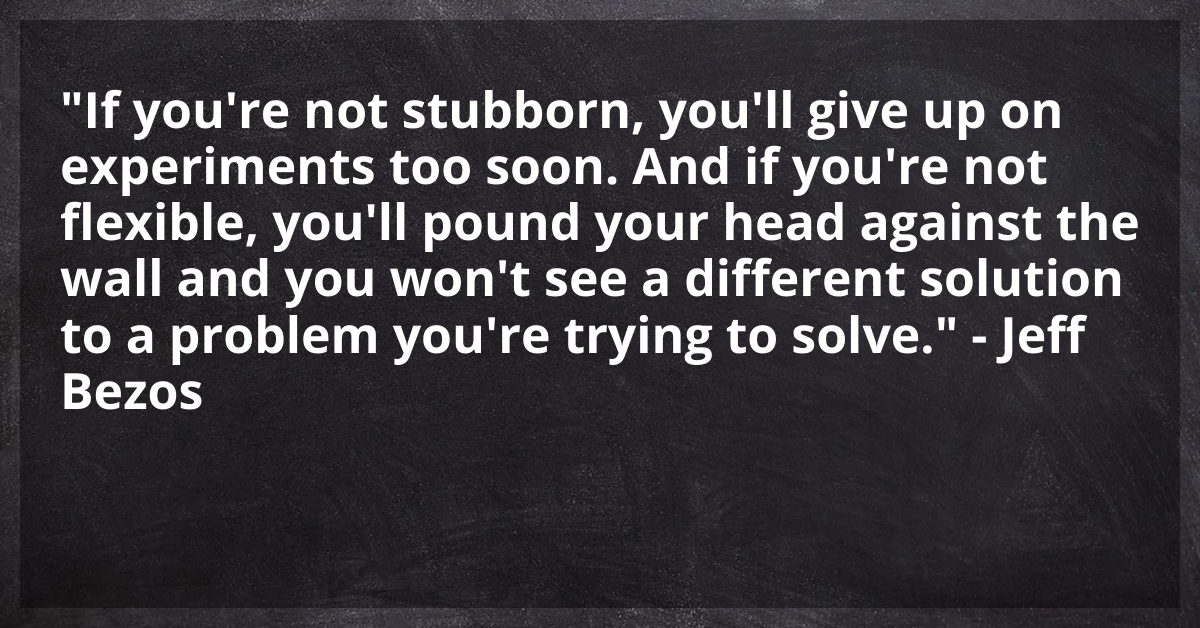 "If you're not stubborn, you'll give up on
experiments too soon. And if you're not
flexible, you'll pound your head against the
wall and you won't see a different solution
to a problem you're trying to solve." - Jeff
Bezos